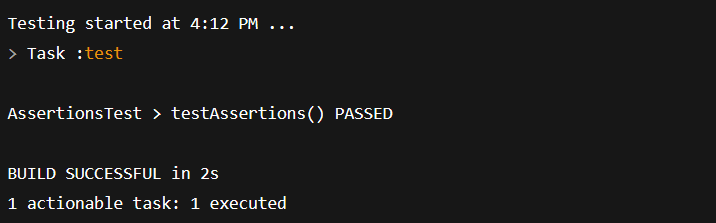 Testing started at 4:12 PM ...
> Task :test
AssertionsTest > testAssertions() PASSED
BUILD SUCCESSFUL in 2s
1 actionable task: 1 executed